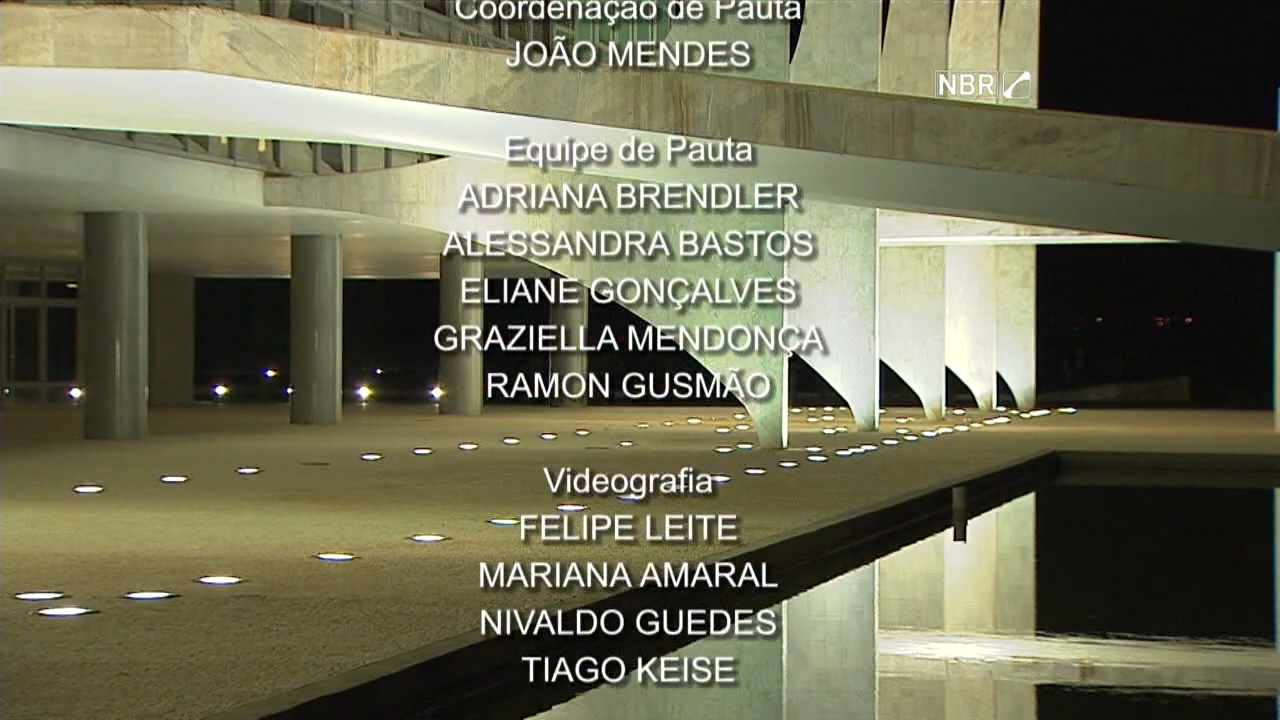 Coordenação de Pauta
JOÃO MENDES
NBR
Equipe de Pauta
ADRIANA BRENDLER
ALESSANDRA BASTOS
ELIANE GONÇALVES
GRAZIELLA MENDONÇA
RAMON GUSMÃO
Videografia
FELIPE LEITE
MARIANA AMARAL
NIVALDO GUEDES
TIAGO KEISE